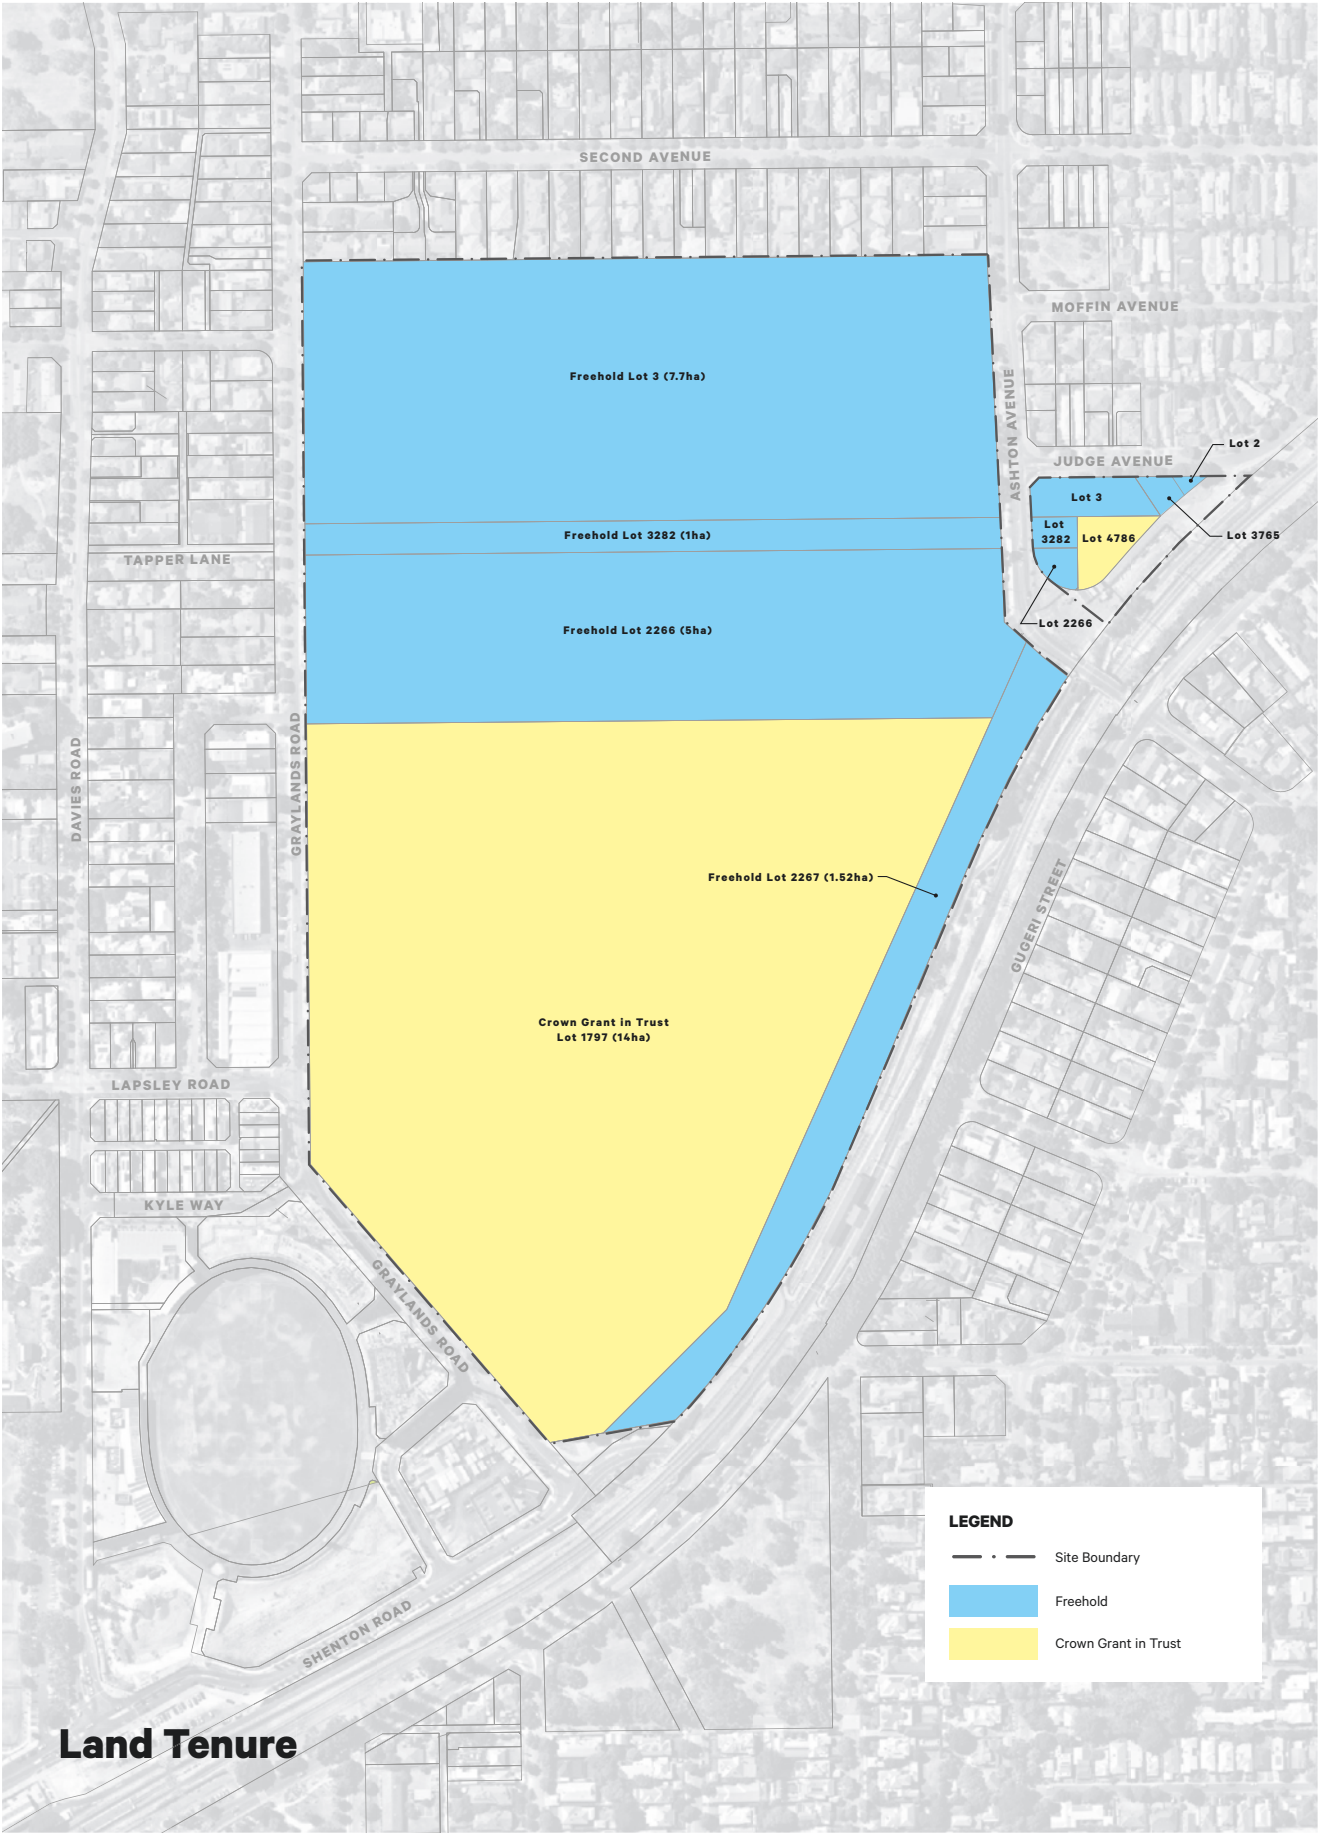 SECOND AVENUE
MOFFIN AVENUE
Freehold Lot 3 (7.7ha)
ASHTON AVENUE
Lot 2
JUDGE AVENUE
Lot 3
Lot
3282
Lot 4786
Lot 3765
Freehold Lot 3282 (1ha)
TAPPER LANE
Lot 2266
Freehold Lot 2266 (5ha)
DAVIES ROAD
GRAYLANDS ROAD
Freehold Lot 2267 (1.52ha)
GUGERI STREET
Crown Grant in Trust
Lot 1797 (14ha)
LAPSLEY ROAD
KYLE WAY
GRAYLANDS ROAD
SHENTON ROAD
LEGEND
Site Boundary
Freehold
Crown Grant in Trust
Land Tenure